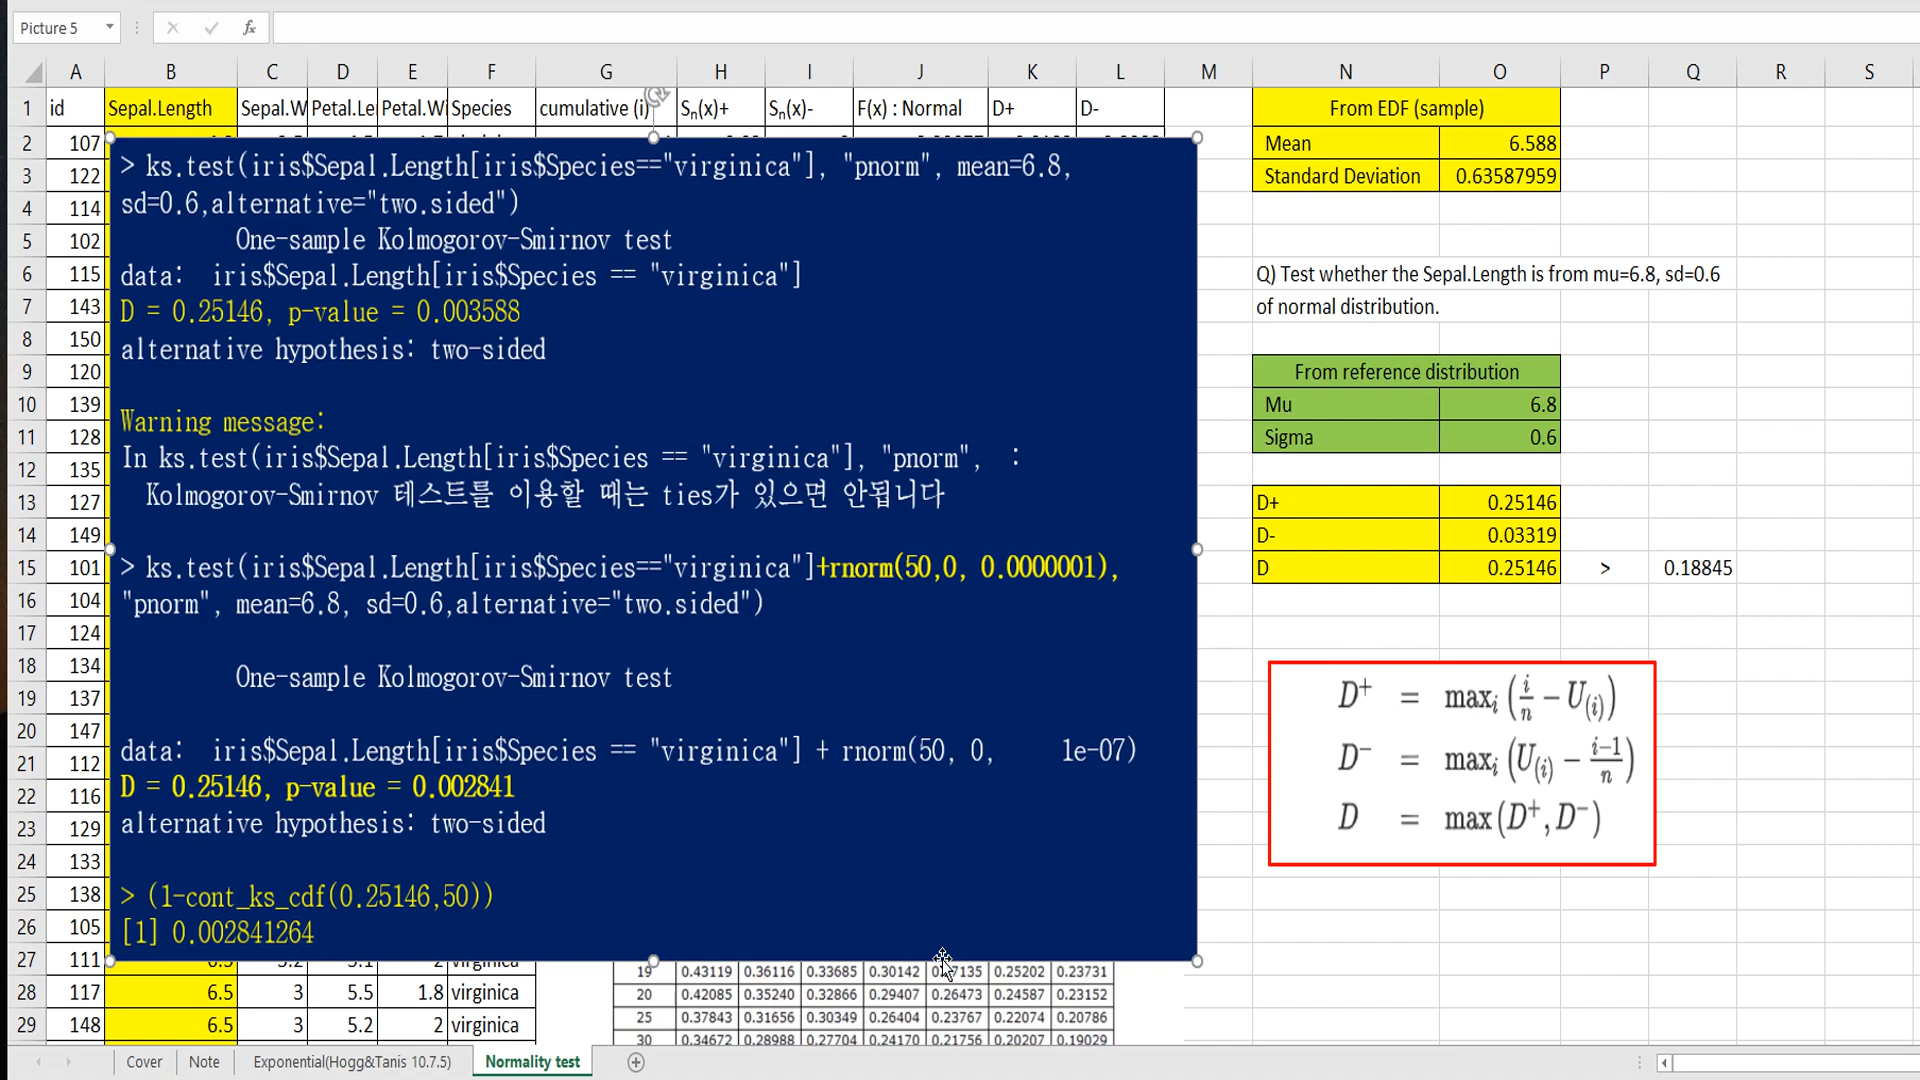 Picture 5
fx
A B C D E F G H I J K L M N O P Q R S
1 id Sepal.Length Sepal.W Petal.Le Petal.Wi Species cumulative (i) Sn(x)+ Sn(x)- F(x) : Normal D+ D- From EDF (sample)
2 107 Mean 6.588
3 122 Standard Deviation 0.63587959
4 114
5 102
6 115 Q) Test whether the Sepal.Length is from mu=6.8, sd=0.6
7 143 of normal distribution.
8 150
9 120 From reference distribution
10 139 Mu 6.8
11 128 Sigma 0.6
12 135
13 127 D+ 0.25146
14 149 D- 0.03319
15 101 D 0.25146 > 0.18845
16 104
17 124
18 134
19 137
20 147
21 112
22 116
23 129
24 133
25 138
26 105
27 111
> ks.test(iris$Sepal.Length[iris$Species=="virginica"], "pnorm", mean=6.8,
sd=0.6,alternative="two.sided")
One-sample Kolmogorov-Smirnov test
data: iris$Sepal.Length[iris$Species == "virginica"]
D = 0.25146, p-value = 0.003588
alternative hypothesis: two-sided
Warning message:
In ks.test(iris$Sepal.Length[iris$Species == "virginica"], "pnorm", :
Kolmogorov-Smirnov 테스트를 이용할 때는 ties가 있으면 안됩니다
> ks.test(iris$Sepal.Length[iris$Species=="virginica"]+rnorm(50,0, 0.0000001),
"pnorm", mean=6.8, sd=0.6,alternative="two.sided")
One-sample Kolmogorov-Smirnov test
data: iris$Sepal.Length[iris$Species == "virginica"] + rnorm(50, 0, 1e-07)
D = 0.25146, p-value = 0.002841
alternative hypothesis: two-sided
> (1-cont_ks_cdf(0.25146,50))
[1] 0.002841264
D⁺ = maxᵢ (i/n − U₍ᵢ₎)
D⁻ = maxᵢ (U₍ᵢ₎ − (i−1)/n)
D = max(D⁺, D⁻)
19 0.43119 0.36116 0.33685 0.30142 0.25202 0.23731
28 117 6.5 3 5.5 1.8 virginica
20 0.42085 0.35240 0.32866 0.29407 0.26473 0.24587 0.23152
29 148 6.5 3 5.2 2 virginica
25 0.37843 0.31656 0.30349 0.26404 0.23767 0.22074 0.20786
30 0.34672 0.28988 0.27704 0.24170 0.21756 0.20207 0.19029
Cover Note Exponential(Hogg&Tanis 10.7.5) Normality test